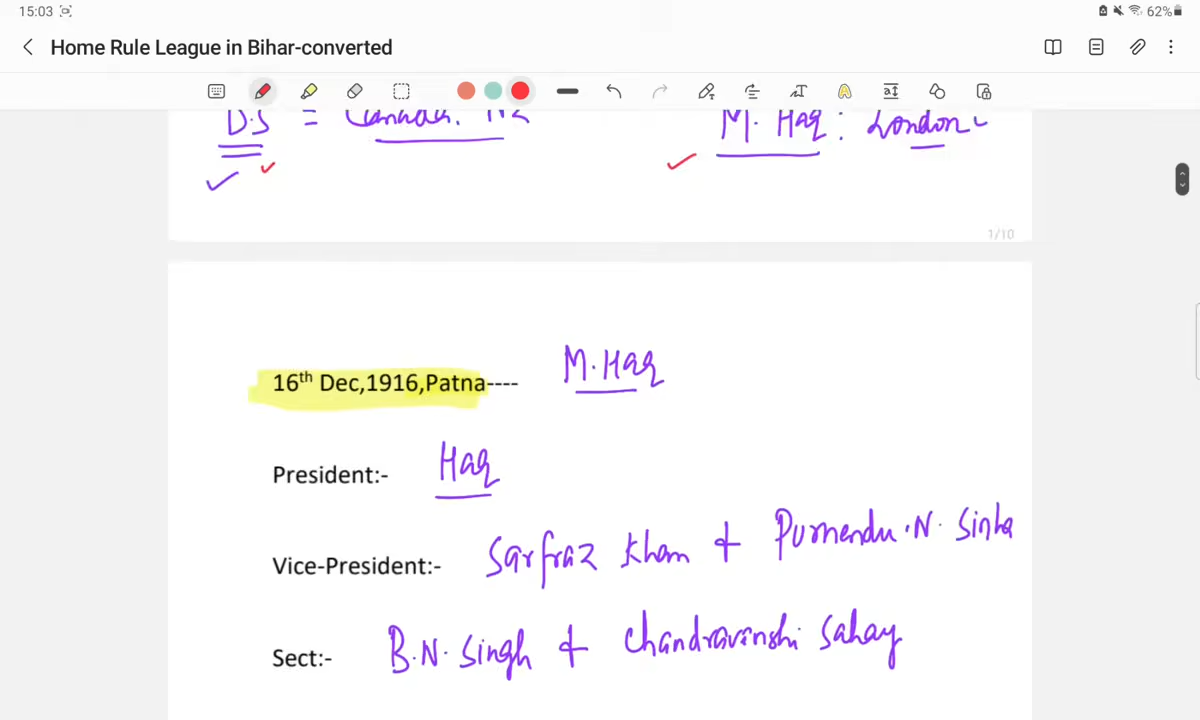 15:03 62%
Home Rule League in Bihar-converted
D.S = M. Haq: London
1/10
16th Dec,1916,Patna---- M.Haq
President:- Haq
Vice-President:- Sarfraz Khan & Purnendu.N. Sinha
Sect:- B.N. Singh & Chandravanshi Sahay